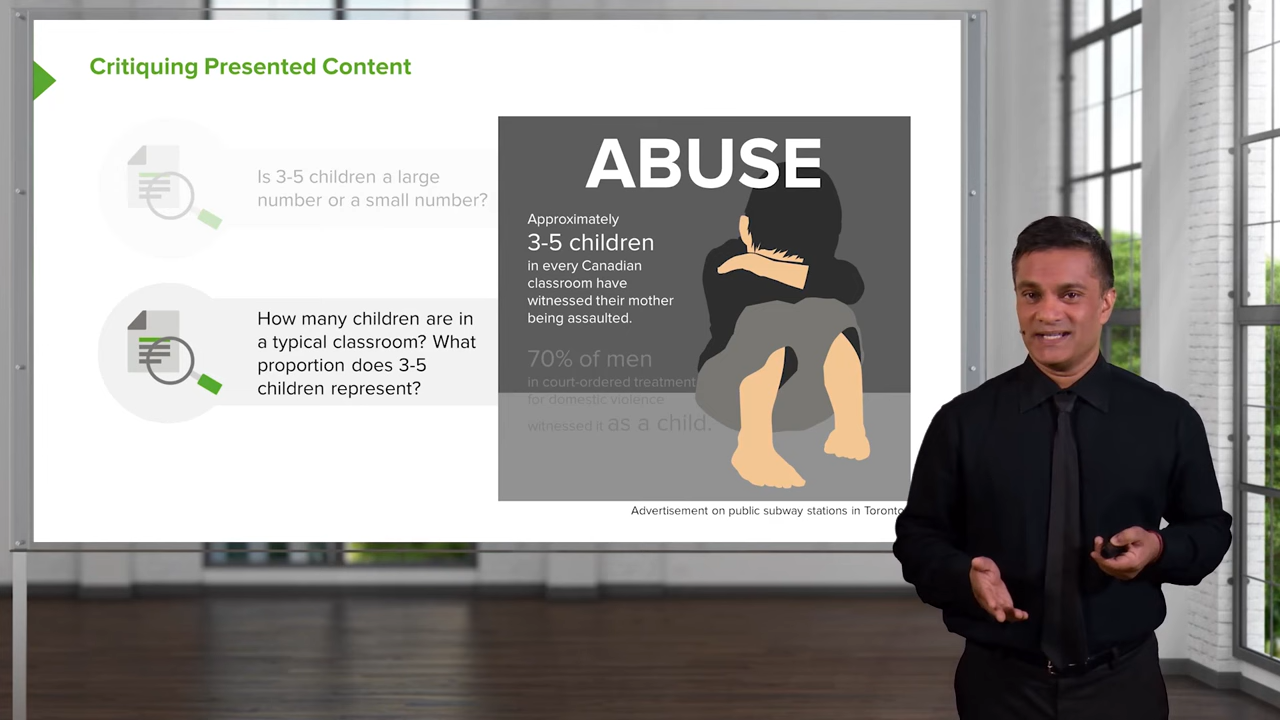 Critiquing Presented Content
Is 3-5 children a large
number or a small number?
How many children are in
a typical classroom? What
proportion does 3-5
children represent?
ABUSE
Approximately
3-5 children
in every Canadian
classroom have
witnessed their mother
being assaulted.
70% of men
in court-ordered treatment
for domestic violence
witnessed it as a child.
Advertisement on public subway stations in Toronto